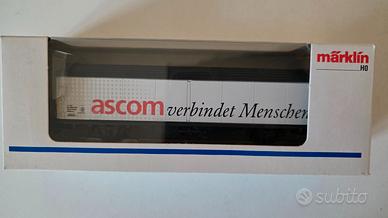 märklin
H0
ascom verbindet Menschen
subito